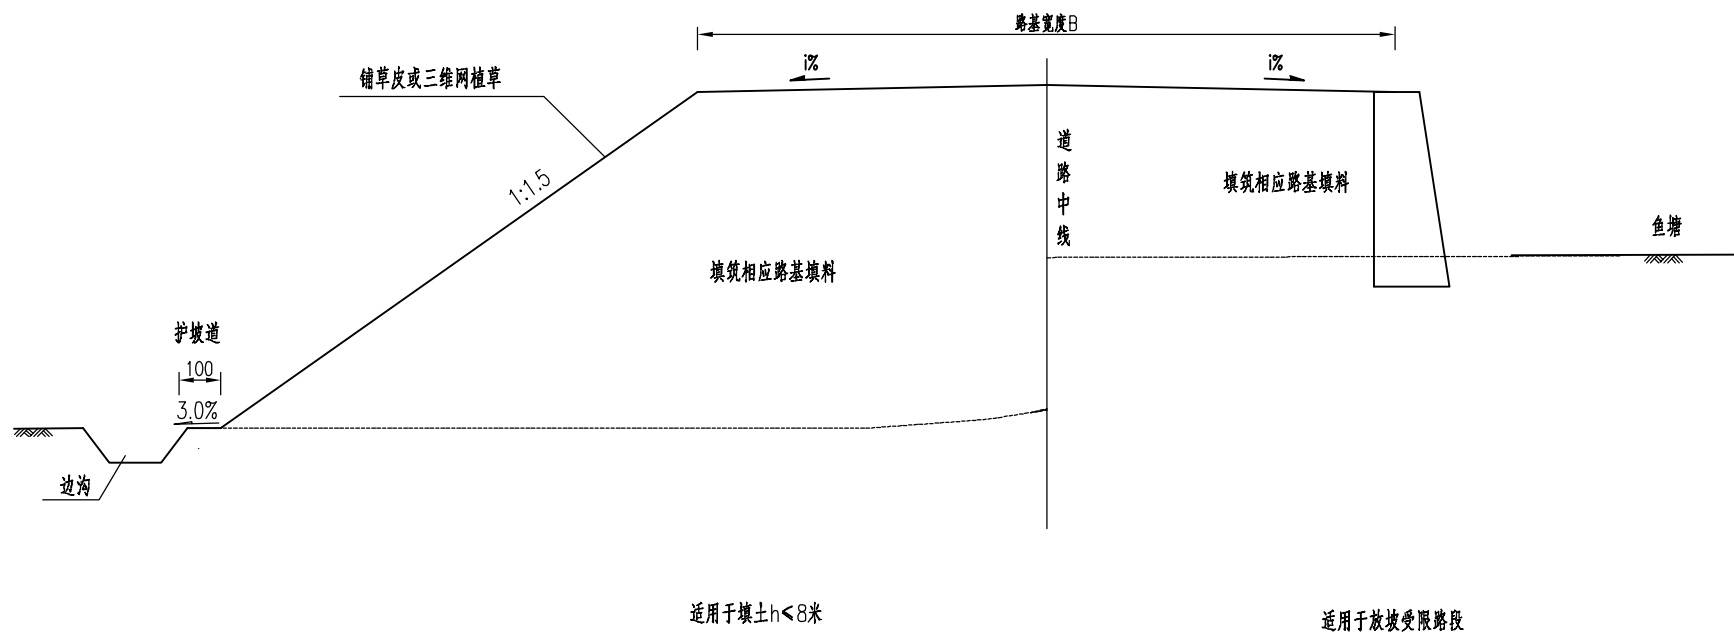 路基宽度B
i%
i%
铺草皮或三维网植草
道路中线
1:1.5
填筑相应路基填料
鱼塘
填筑相应路基填料
护坡道
100
3.0%
边沟
适用于填土h≤8米
适用于放坡受限路段